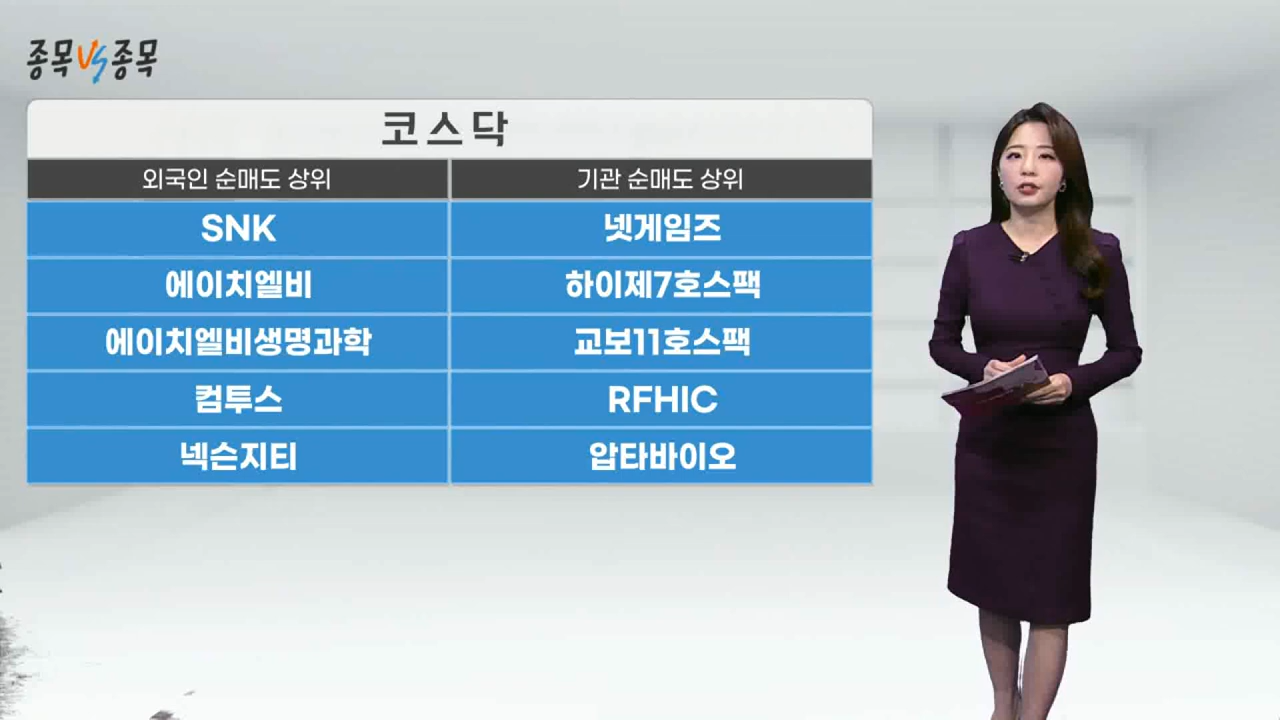 종목VS종목
코스닥
외국인 순매도 상위 기관 순매도 상위
SNK 넷게임즈
에이치엘비 하이제7호스팩
에이치엘비생명과학 교보11호스팩
컴투스 RFHIC
넥슨지티 압타바이오